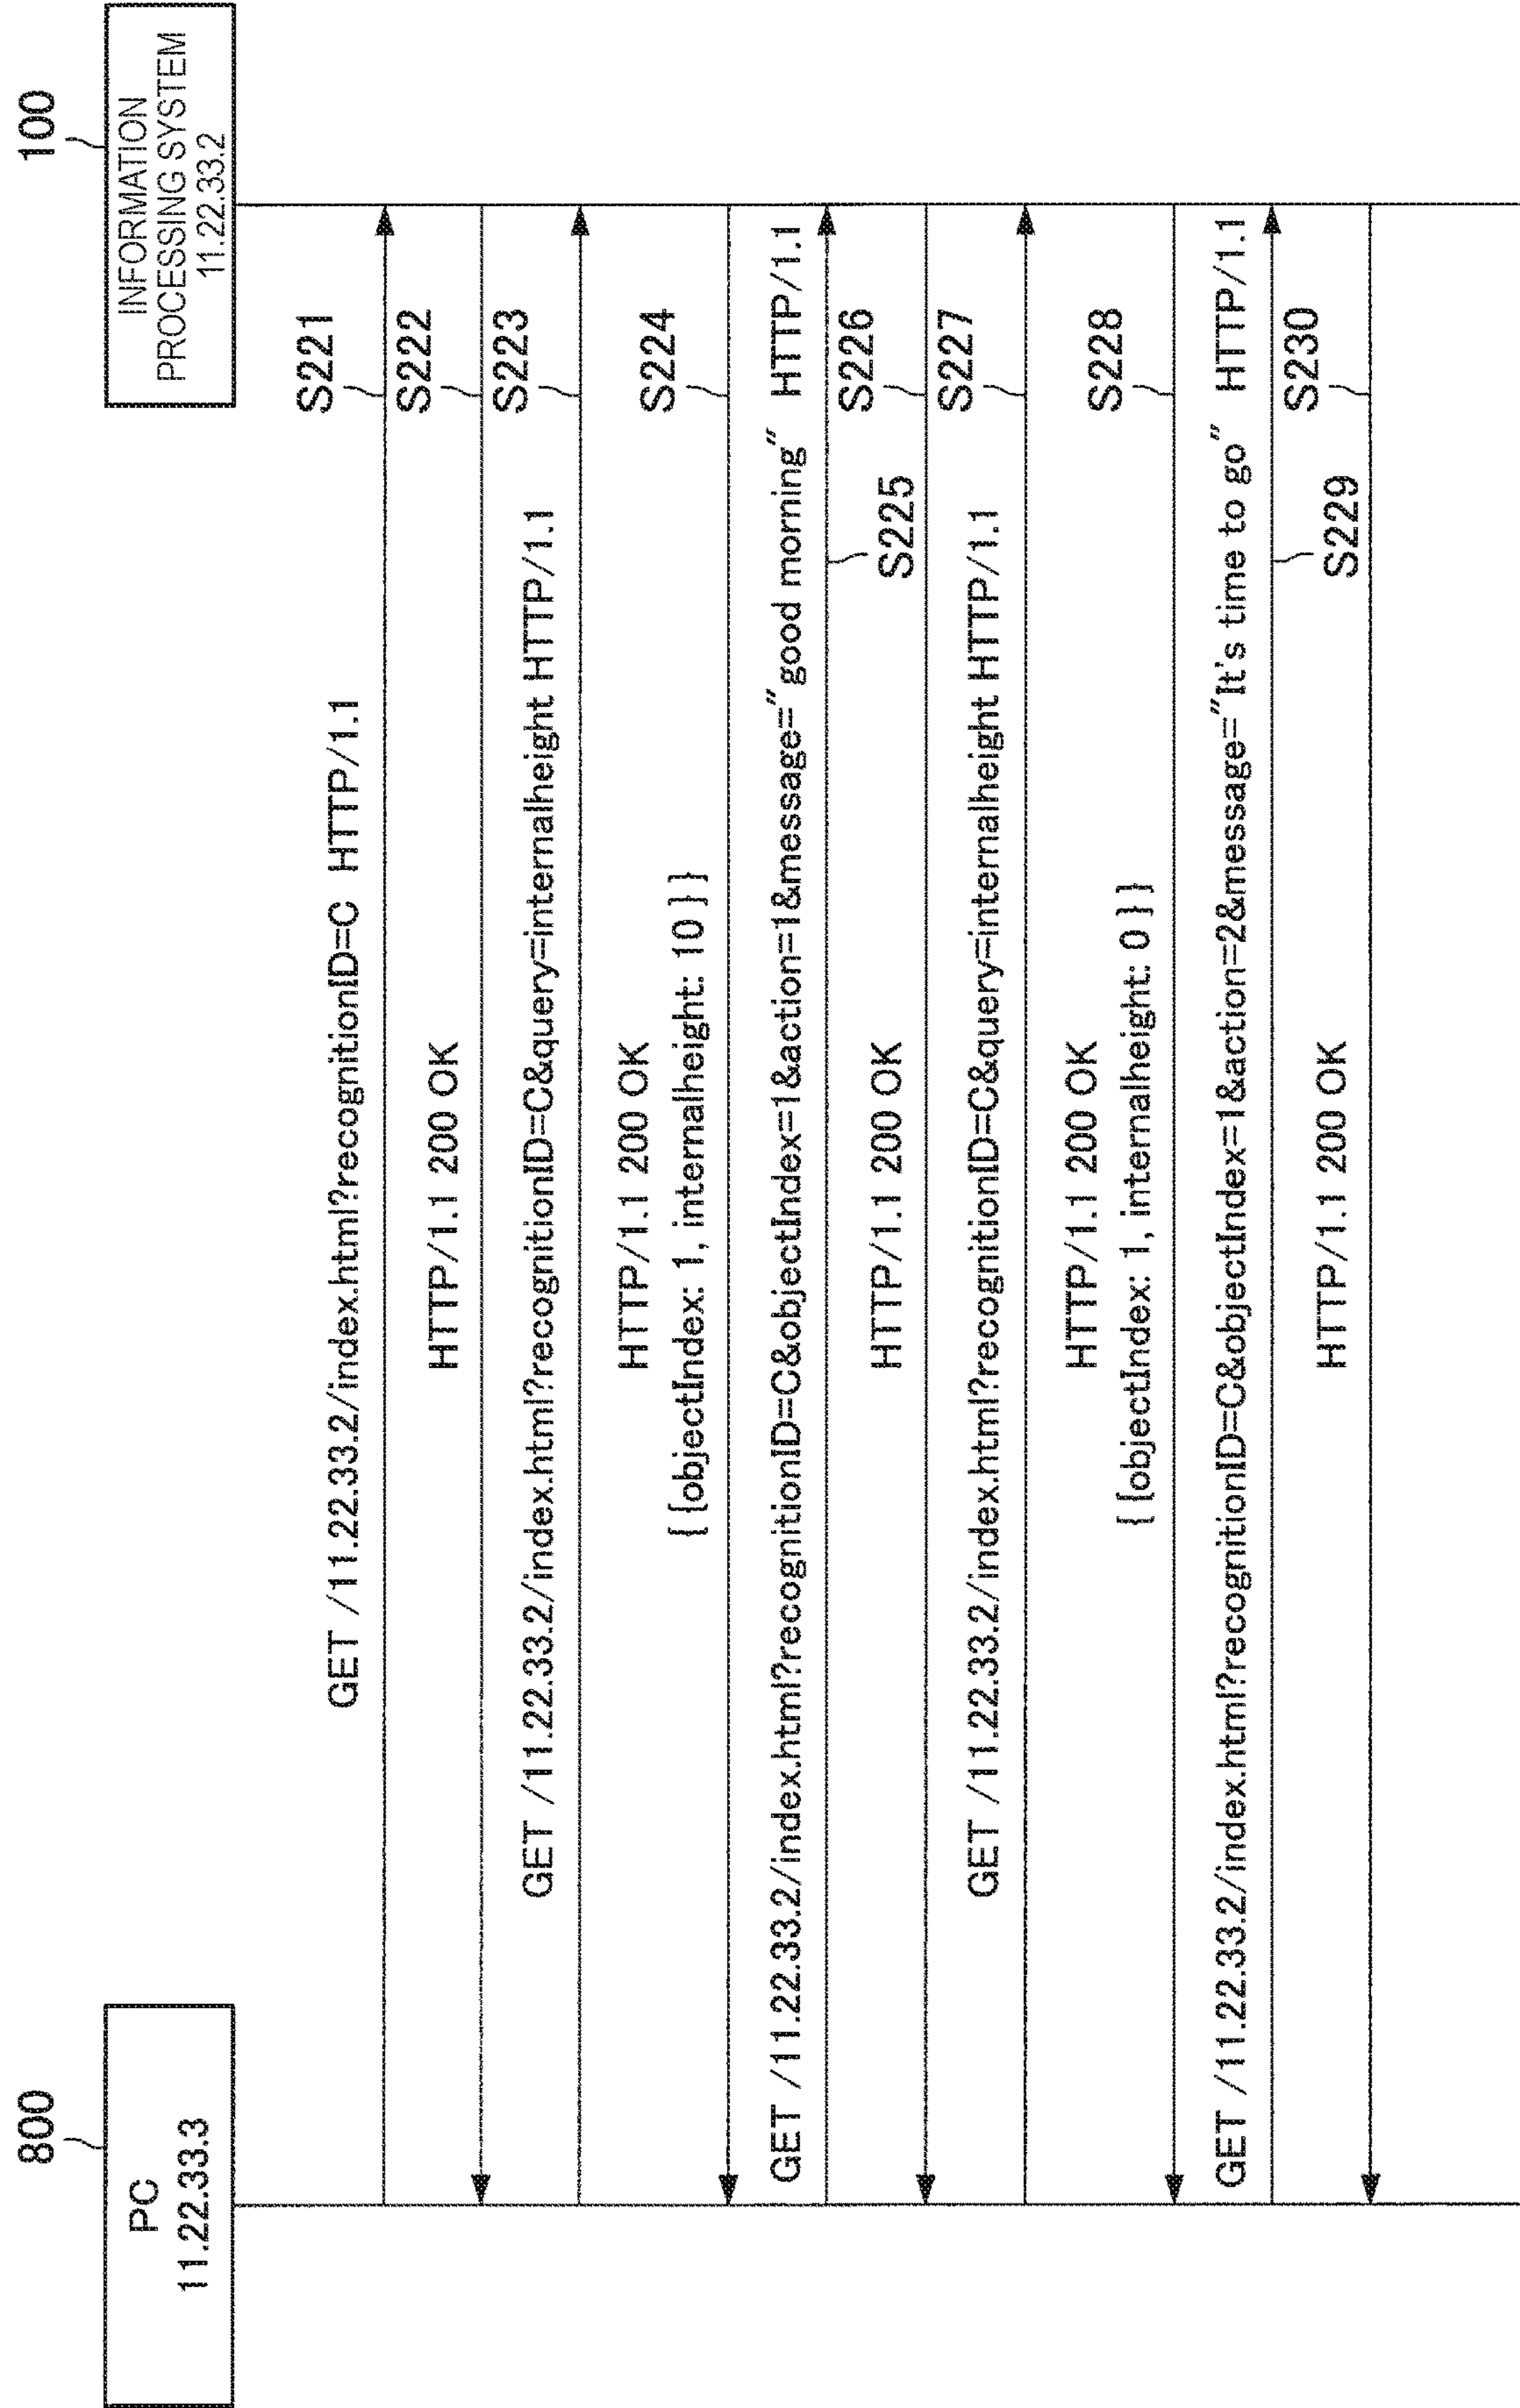 800
PC
11.22.33.3
100
INFORMATION
PROCESSING SYSTEM
11.22.33.2
S221
GET /11.22.33.2/index.html?recognitionID=C HTTP/1.1
S222
HTTP/1.1 200 OK
S223
GET /11.22.33.2/index.html?recognitionID=C&query=internalheight HTTP/1.1
S224
HTTP/1.1 200 OK
{ {objectIndex: 1, internalheight: 10 } }
GET /11.22.33.2/index.html?recognitionID=C&objectIndex=1&action=1&message="good morning" HTTP/1.1
S225
S226
HTTP/1.1 200 OK
S227
GET /11.22.33.2/index.html?recognitionID=C&query=internalheight HTTP/1.1
S228
HTTP/1.1 200 OK
{ {objectIndex: 1, internalheight: 0 } }
GET /11.22.33.2/index.html?recognitionID=C&objectIndex=1&action=2&message="It's time to go" HTTP/1.1
S229
S230
HTTP/1.1 200 OK